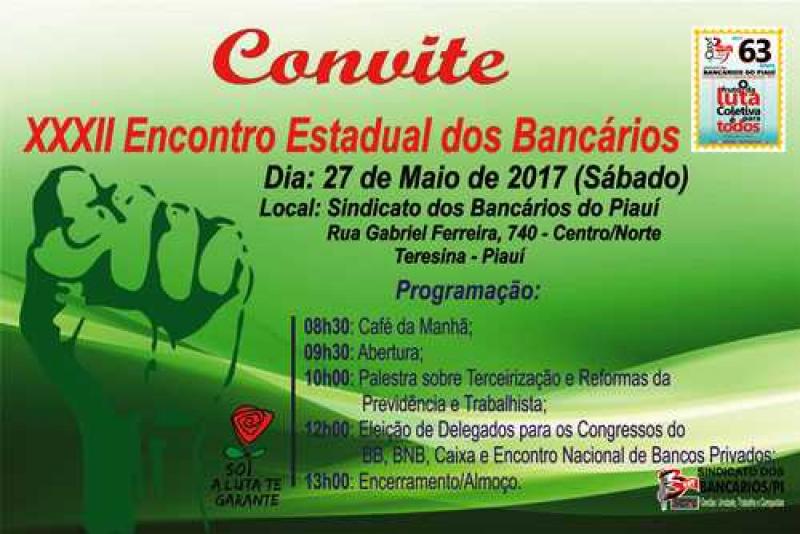 Convite
63
BANCÁRIOS DO PIAUÍ
O
luta
Coletiva
é para
todos
XXXII Encontro Estadual dos Bancários
Dia: 27 de Maio de 2017 (Sábado)
Local: Sindicato dos Bancários do Piauí
Rua Gabriel Ferreira, 740 - Centro/Norte
Teresina - Piauí
Programação:
08h30: Café da Manhã;
09h30: Abertura;
10h00: Palestra sobre Terceirização e Reformas da
Previdência e Trabalhista;
12h00: Eleição de Delegados para os Congressos do
BB, BNB, Caixa e Encontro Nacional de Bancos Privados;
13h00: Encerramento/Almoço.
SÓ
A LUTA TE
GARANTE
SINDICATO DOS
BANCÁRIOS/PI